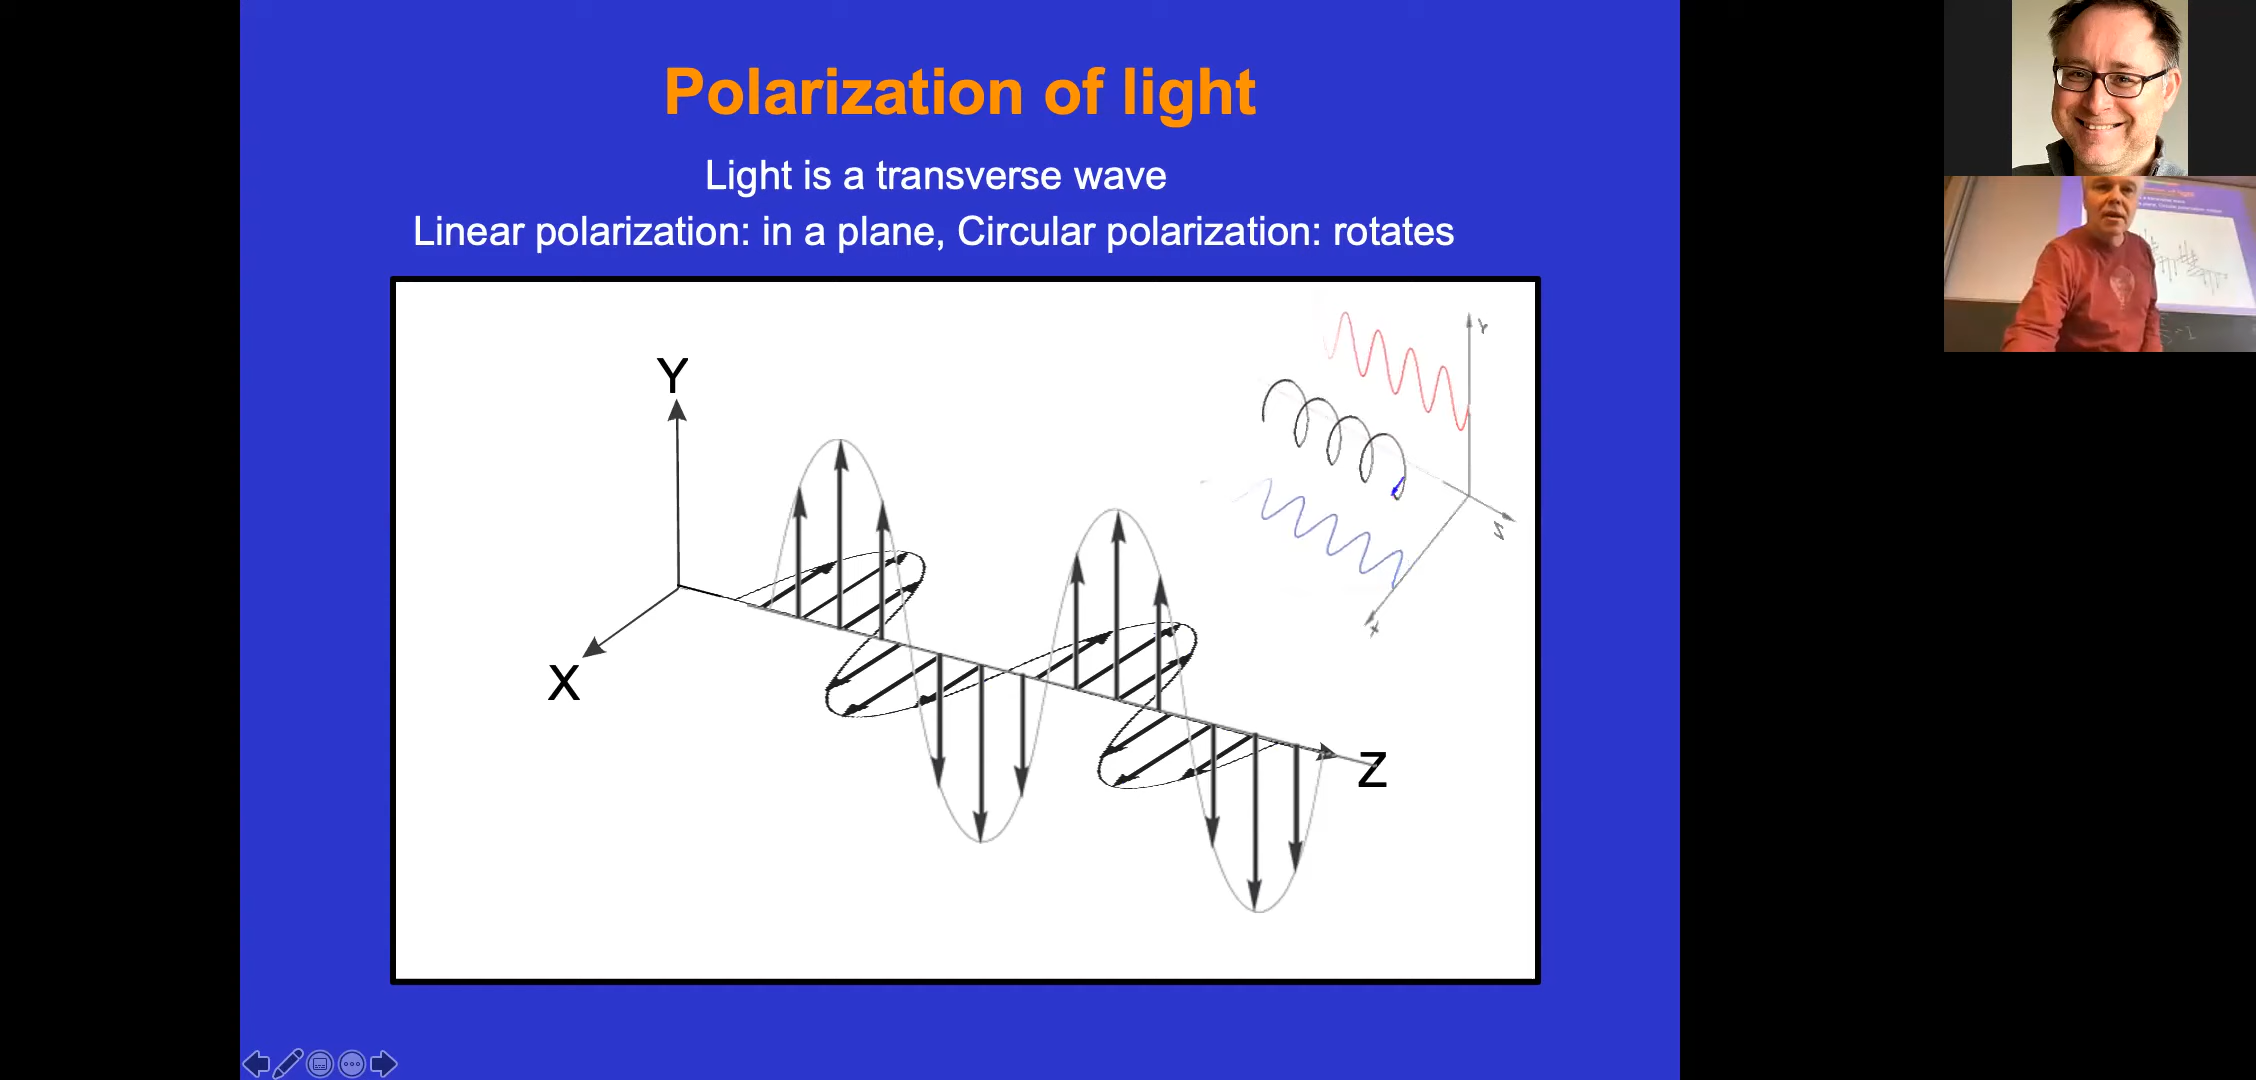 Polarization of light
Light is a transverse wave
Linear polarization: in a plane, Circular polarization: rotates
Y
X
Z
Y
Z
X